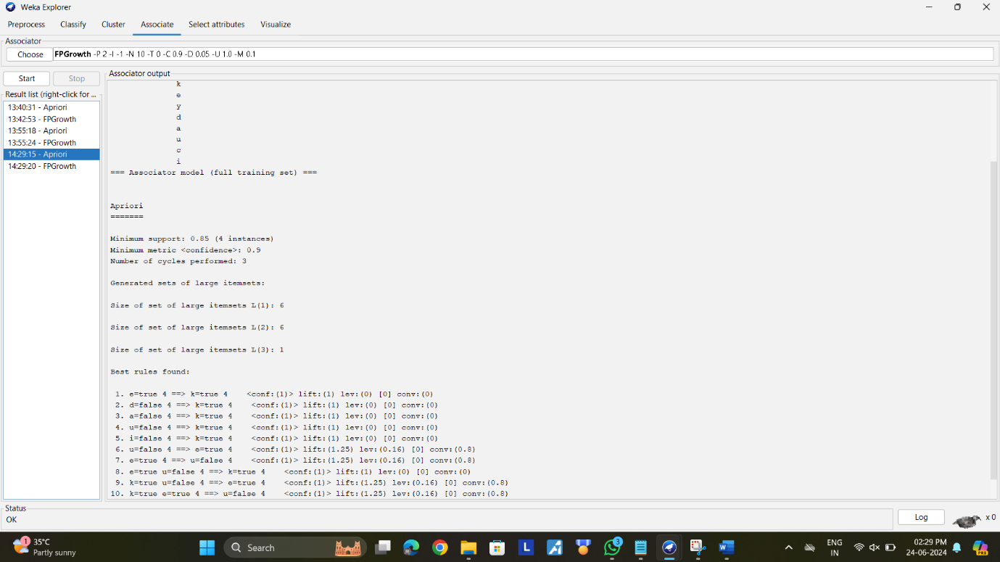 Weka Explorer
Preprocess Classify Cluster Associate Select attributes Visualize
Associator
Choose FPGrowth -P 2 -I -1 -N 10 -T 0 -C 0.9 -D 0.05 -U 1.0 -M 0.1
Start Stop
Associator output
Result list (right-click for ...
13:40:31 - Apriori
13:42:53 - FPGrowth
13:55:18 - Apriori
13:55:24 - FPGrowth
14:29:15 - Apriori
14:29:20 - FPGrowth
k
e
y
d
a
u
c
i
=== Associator model (full training set) ===
Apriori
=======
Minimum support: 0.85 (4 instances)
Minimum metric <confidence>: 0.9
Number of cycles performed: 3
Generated sets of large itemsets:
Size of set of large itemsets L(1): 6
Size of set of large itemsets L(2): 6
Size of set of large itemsets L(3): 1
Best rules found:
1. e=true 4 ==> k=true 4 <conf:(1)> lift:(1) lev:(0) [0] conv:(0)
2. d=false 4 ==> k=true 4 <conf:(1)> lift:(1) lev:(0) [0] conv:(0)
3. a=false 4 ==> k=true 4 <conf:(1)> lift:(1) lev:(0) [0] conv:(0)
4. u=false 4 ==> k=true 4 <conf:(1)> lift:(1) lev:(0) [0] conv:(0)
5. i=false 4 ==> k=true 4 <conf:(1)> lift:(1) lev:(0) [0] conv:(0)
6. u=false 4 ==> e=true 4 <conf:(1)> lift:(1.25) lev:(0.16) [0] conv:(0.8)
7. e=true 4 ==> u=false 4 <conf:(1)> lift:(1.25) lev:(0.16) [0] conv:(0.8)
8. e=true u=false 4 ==> k=true 4 <conf:(1)> lift:(1) lev:(0) [0] conv:(0)
9. k=true u=false 4 ==> e=true 4 <conf:(1)> lift:(1.25) lev:(0.16) [0] conv:(0.8)
10. k=true e=true 4 ==> u=false 4 <conf:(1)> lift:(1.25) lev:(0.16) [0] conv:(0.8)
Status
OK
Log
x 0
1
35°C
Partly sunny
Search
L
3
W
ENG
IN
02:29 PM
24-06-2024
PRE